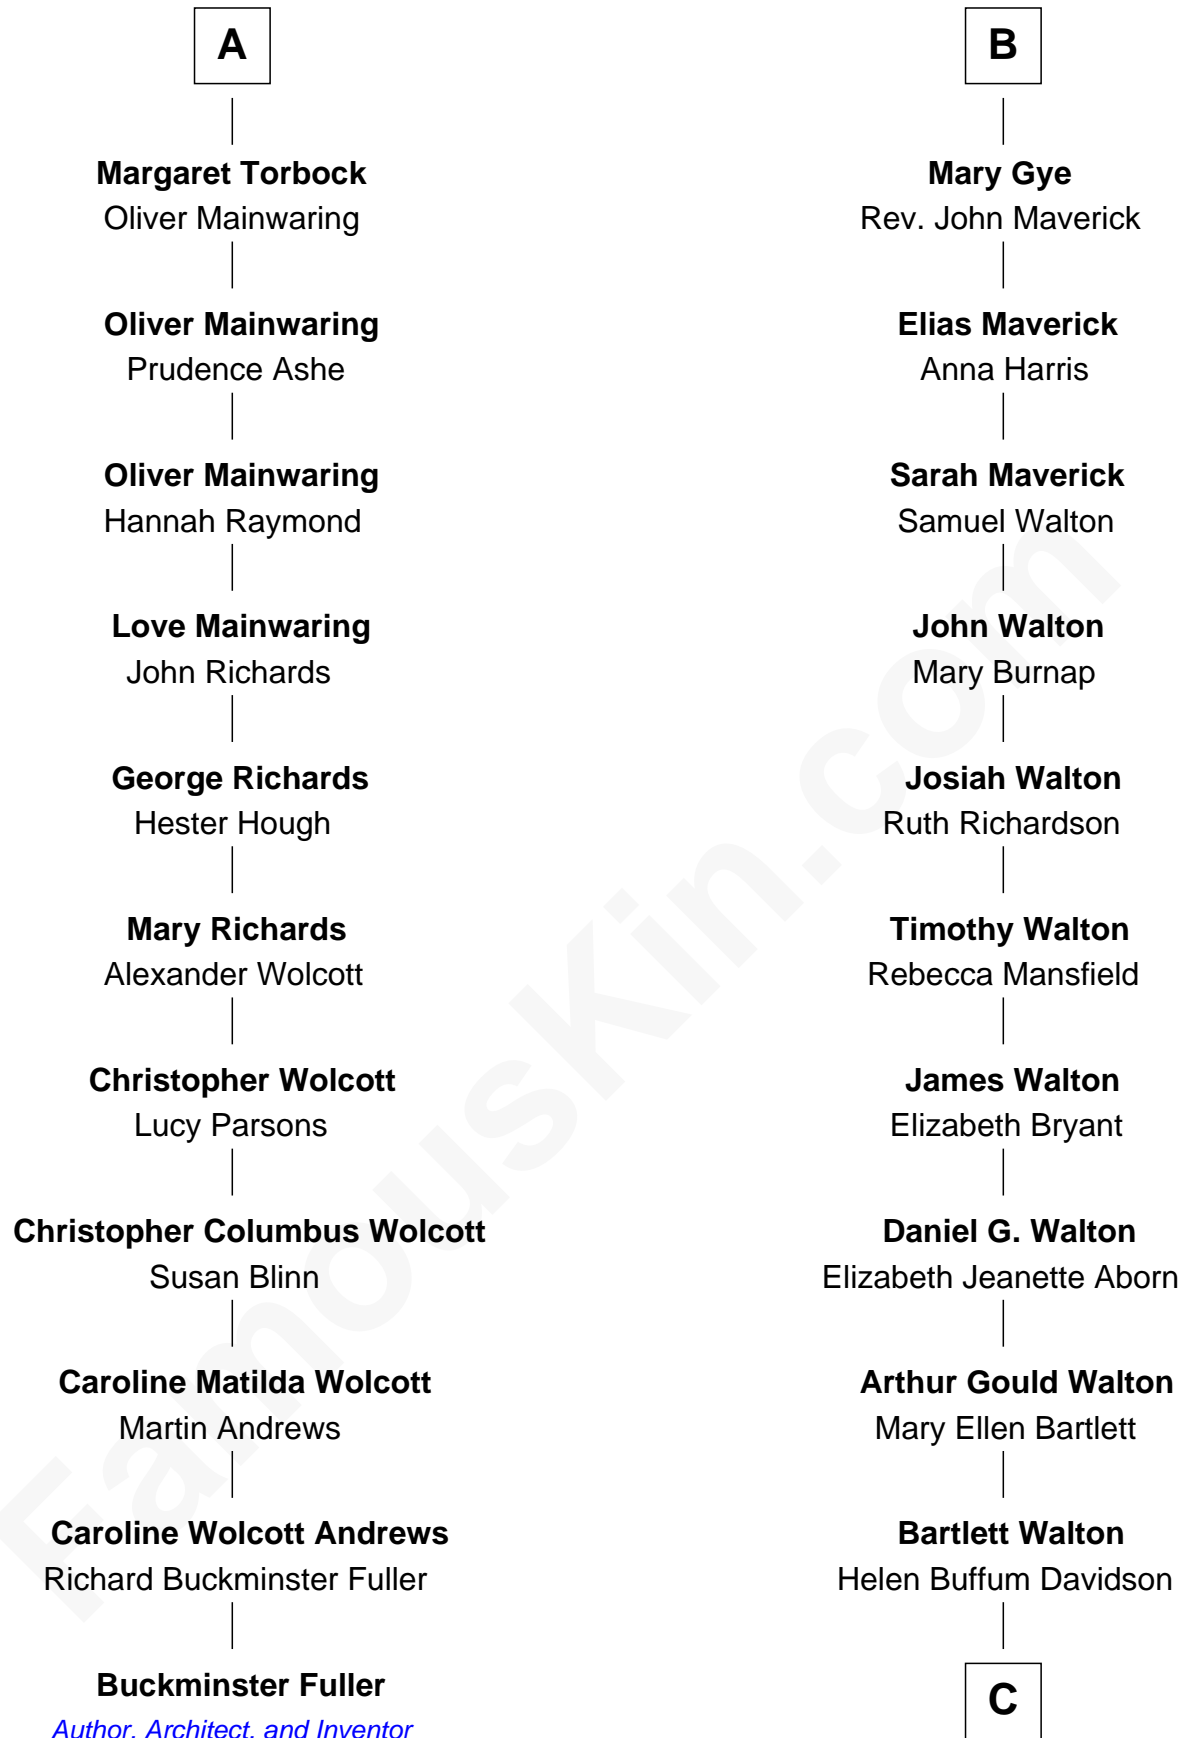 A
Margaret Torbock
Oliver Mainwaring
Oliver Mainwaring
Prudence Ashe
Oliver Mainwaring
Hannah Raymond
Love Mainwaring
John Richards
George Richards
Hester Hough
Mary Richards
Alexander Wolcott
Christopher Wolcott
Lucy Parsons
Christopher Columbus Wolcott
Susan Blinn
Caroline Matilda Wolcott
Martin Andrews
Caroline Wolcott Andrews
Richard Buckminster Fuller
Buckminster Fuller
Author, Architect, and Inventor
B
Mary Gye
Rev. John Maverick
Elias Maverick
Anna Harris
Sarah Maverick
Samuel Walton
John Walton
Mary Burnap
Josiah Walton
Ruth Richardson
Timothy Walton
Rebecca Mansfield
James Walton
Elizabeth Bryant
Daniel G. Walton
Elizabeth Jeanette Aborn
Arthur Gould Walton
Mary Ellen Bartlett
Bartlett Walton
Helen Buffum Davidson
C
FamousKin.com